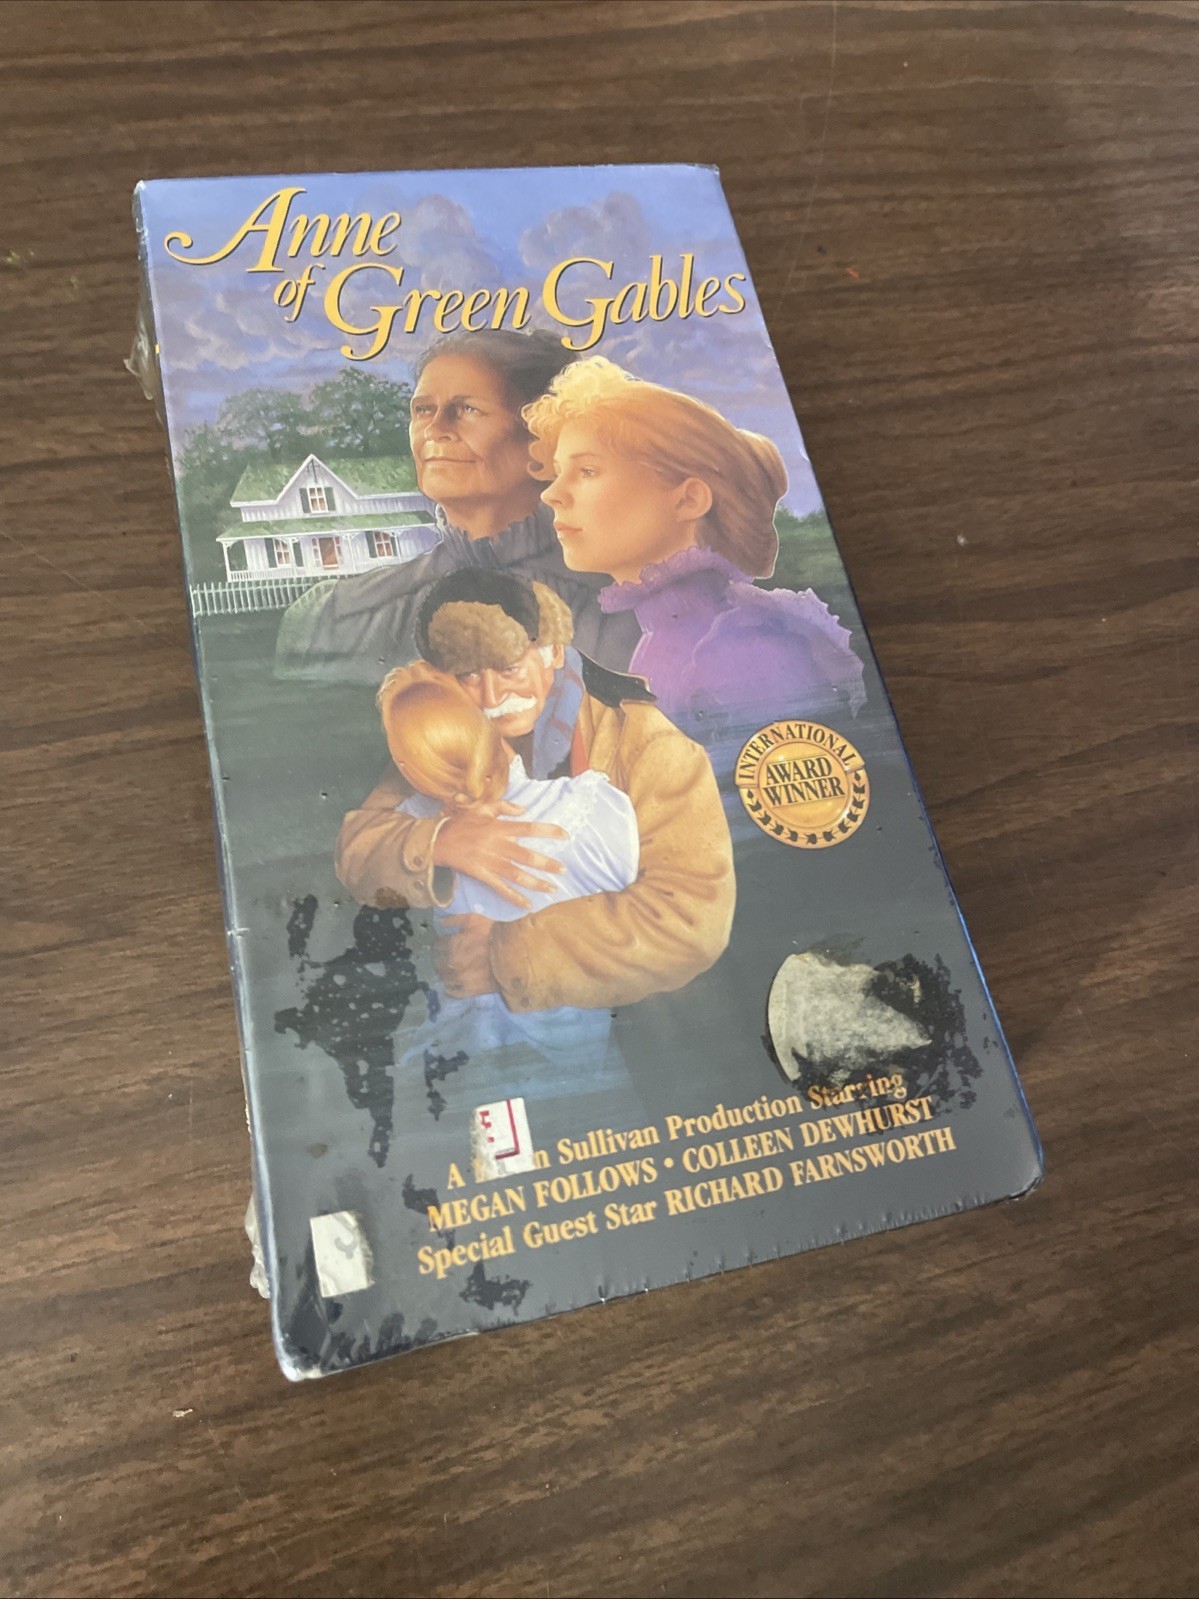 Anne
of Green Gables
INTERNATIONAL
AWARD
WINNER
A Sullivan Production Starring
MEGAN FOLLOWS • COLLEEN DEWHURST
Special Guest Star RICHARD FARNSWORTH